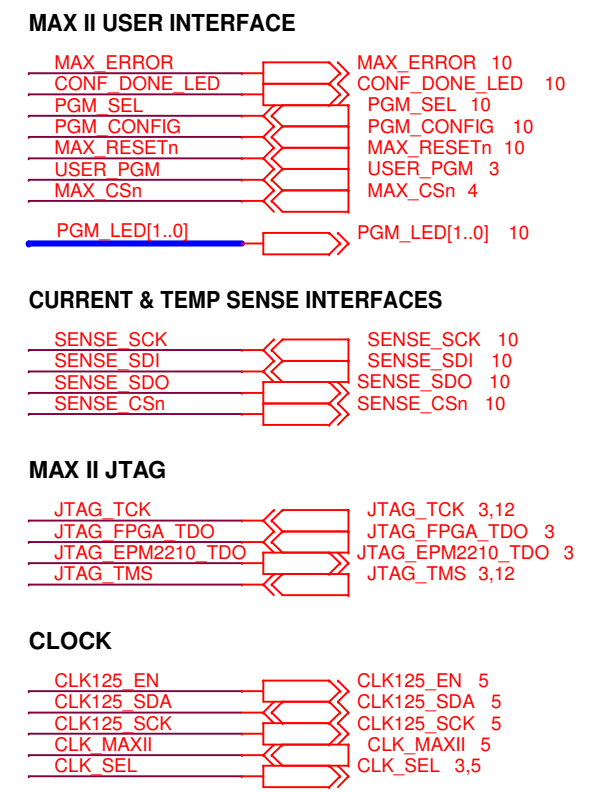 MAX II USER INTERFACE
MAX_ERROR MAX_ERROR 10
CONF_DONE_LED CONF_DONE_LED 10
PGM_SEL PGM_SEL 10
PGM_CONFIG PGM_CONFIG 10
MAX_RESETn MAX_RESETn 10
USER_PGM USER_PGM 3
MAX_CSn MAX_CSn 4
PGM_LED[1..0] PGM_LED[1..0] 10
CURRENT & TEMP SENSE INTERFACES
SENSE_SCK SENSE_SCK 10
SENSE_SDI SENSE_SDI 10
SENSE_SDO SENSE_SDO 10
SENSE_CSn SENSE_CSn 10
MAX II JTAG
JTAG_TCK JTAG_TCK 3,12
JTAG_FPGA_TDO JTAG_FPGA_TDO 3
JTAG_EPM2210_TDO JTAG_EPM2210_TDO 3
JTAG_TMS JTAG_TMS 3,12
CLOCK
CLK125_EN CLK125_EN 5
CLK125_SDA CLK125_SDA 5
CLK125_SCK CLK125_SCK 5
CLK_MAXII CLK_MAXII 5
CLK_SEL CLK_SEL 3,5